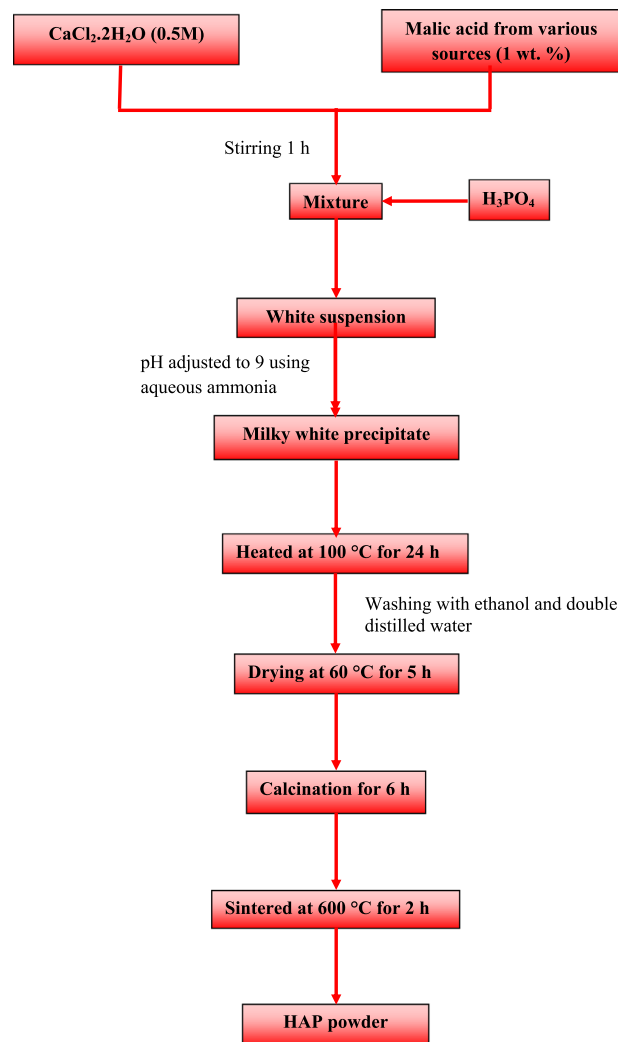 CaCl₂.2H₂O (0.5M)
Malic acid from various
sources (1 wt. %)
Stirring 1 h
Mixture
H₃PO₄
White suspension
pH adjusted to 9 using
aqueous ammonia
Milky white precipitate
Heated at 100 °C for 24 h
Washing with ethanol and double
distilled water
Drying at 60 °C for 5 h
Calcination for 6 h
Sintered at 600 °C for 2 h
HAP powder